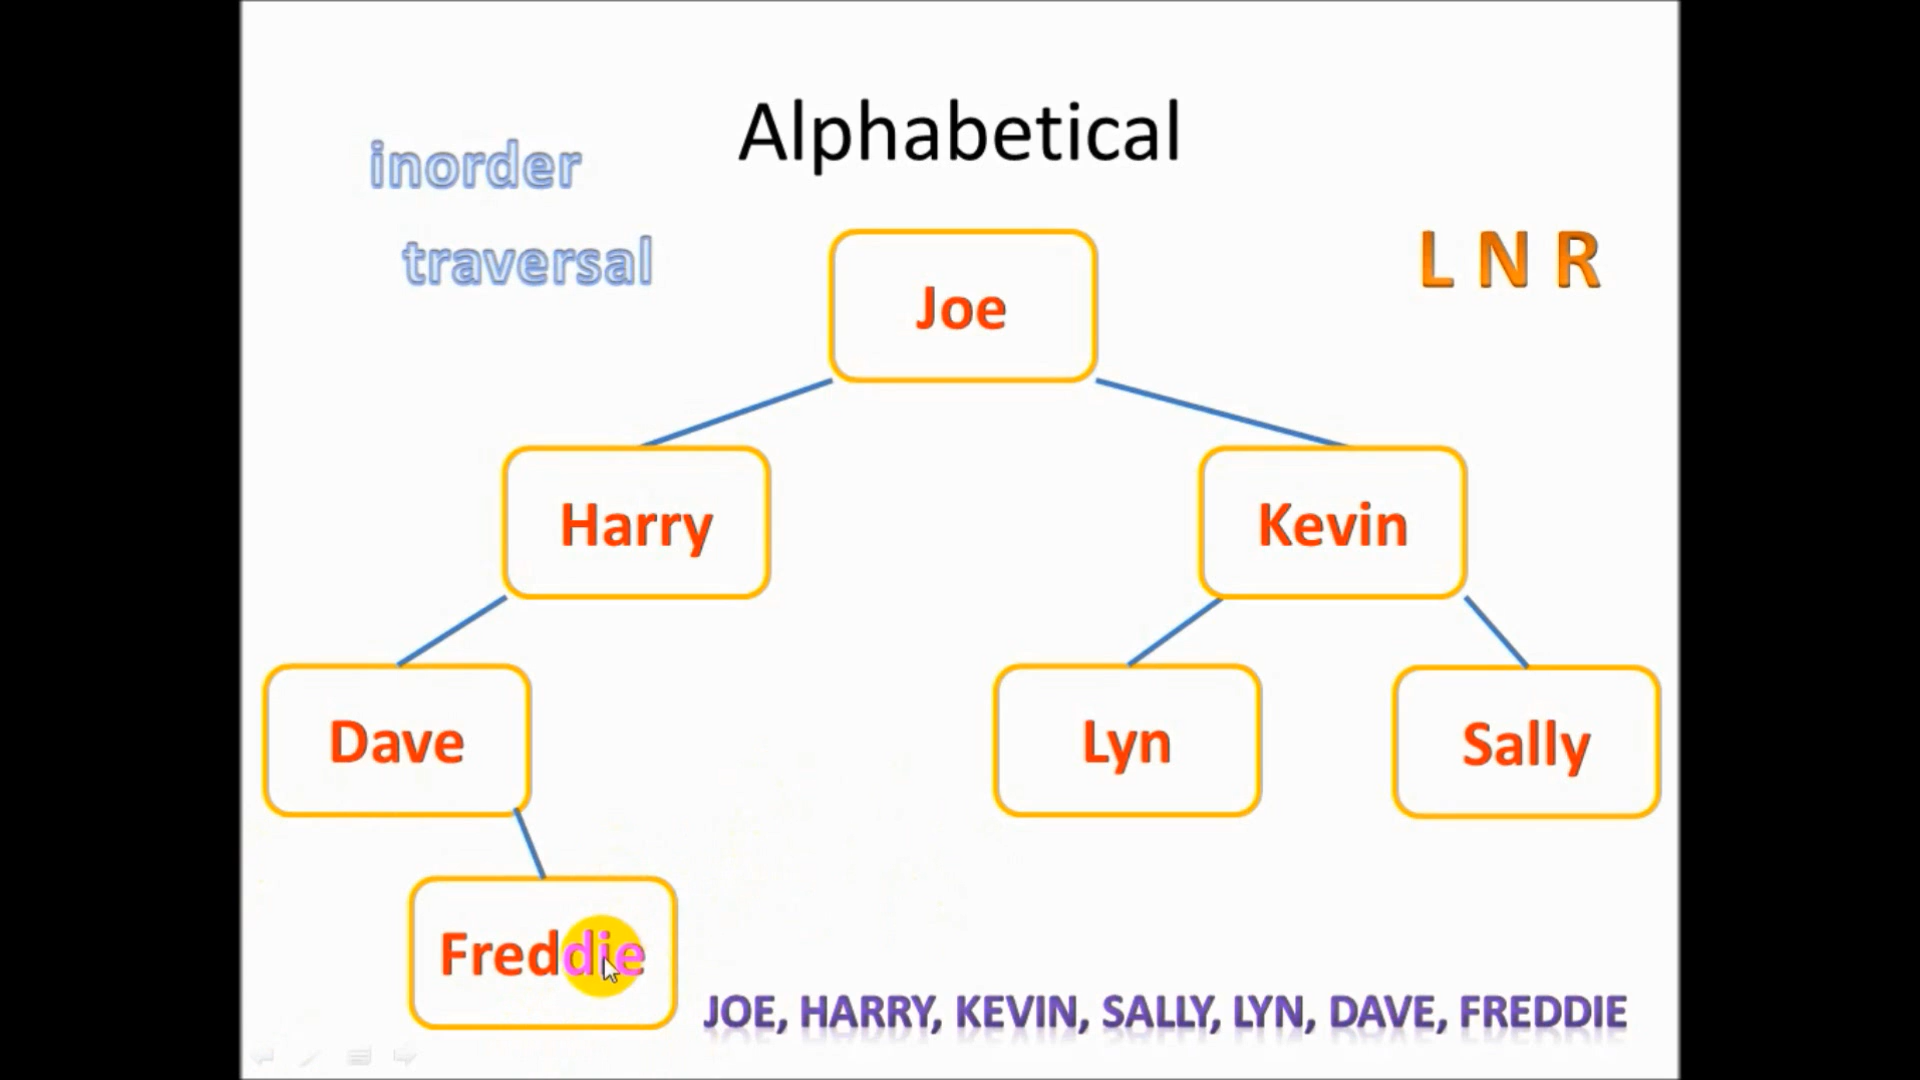 Alphabetical
inorder
traversal
L N R
Joe
Harry
Kevin
Dave
Lyn
Sally
Freddie
JOE, HARRY, KEVIN, SALLY, LYN, DAVE, FREDDIE